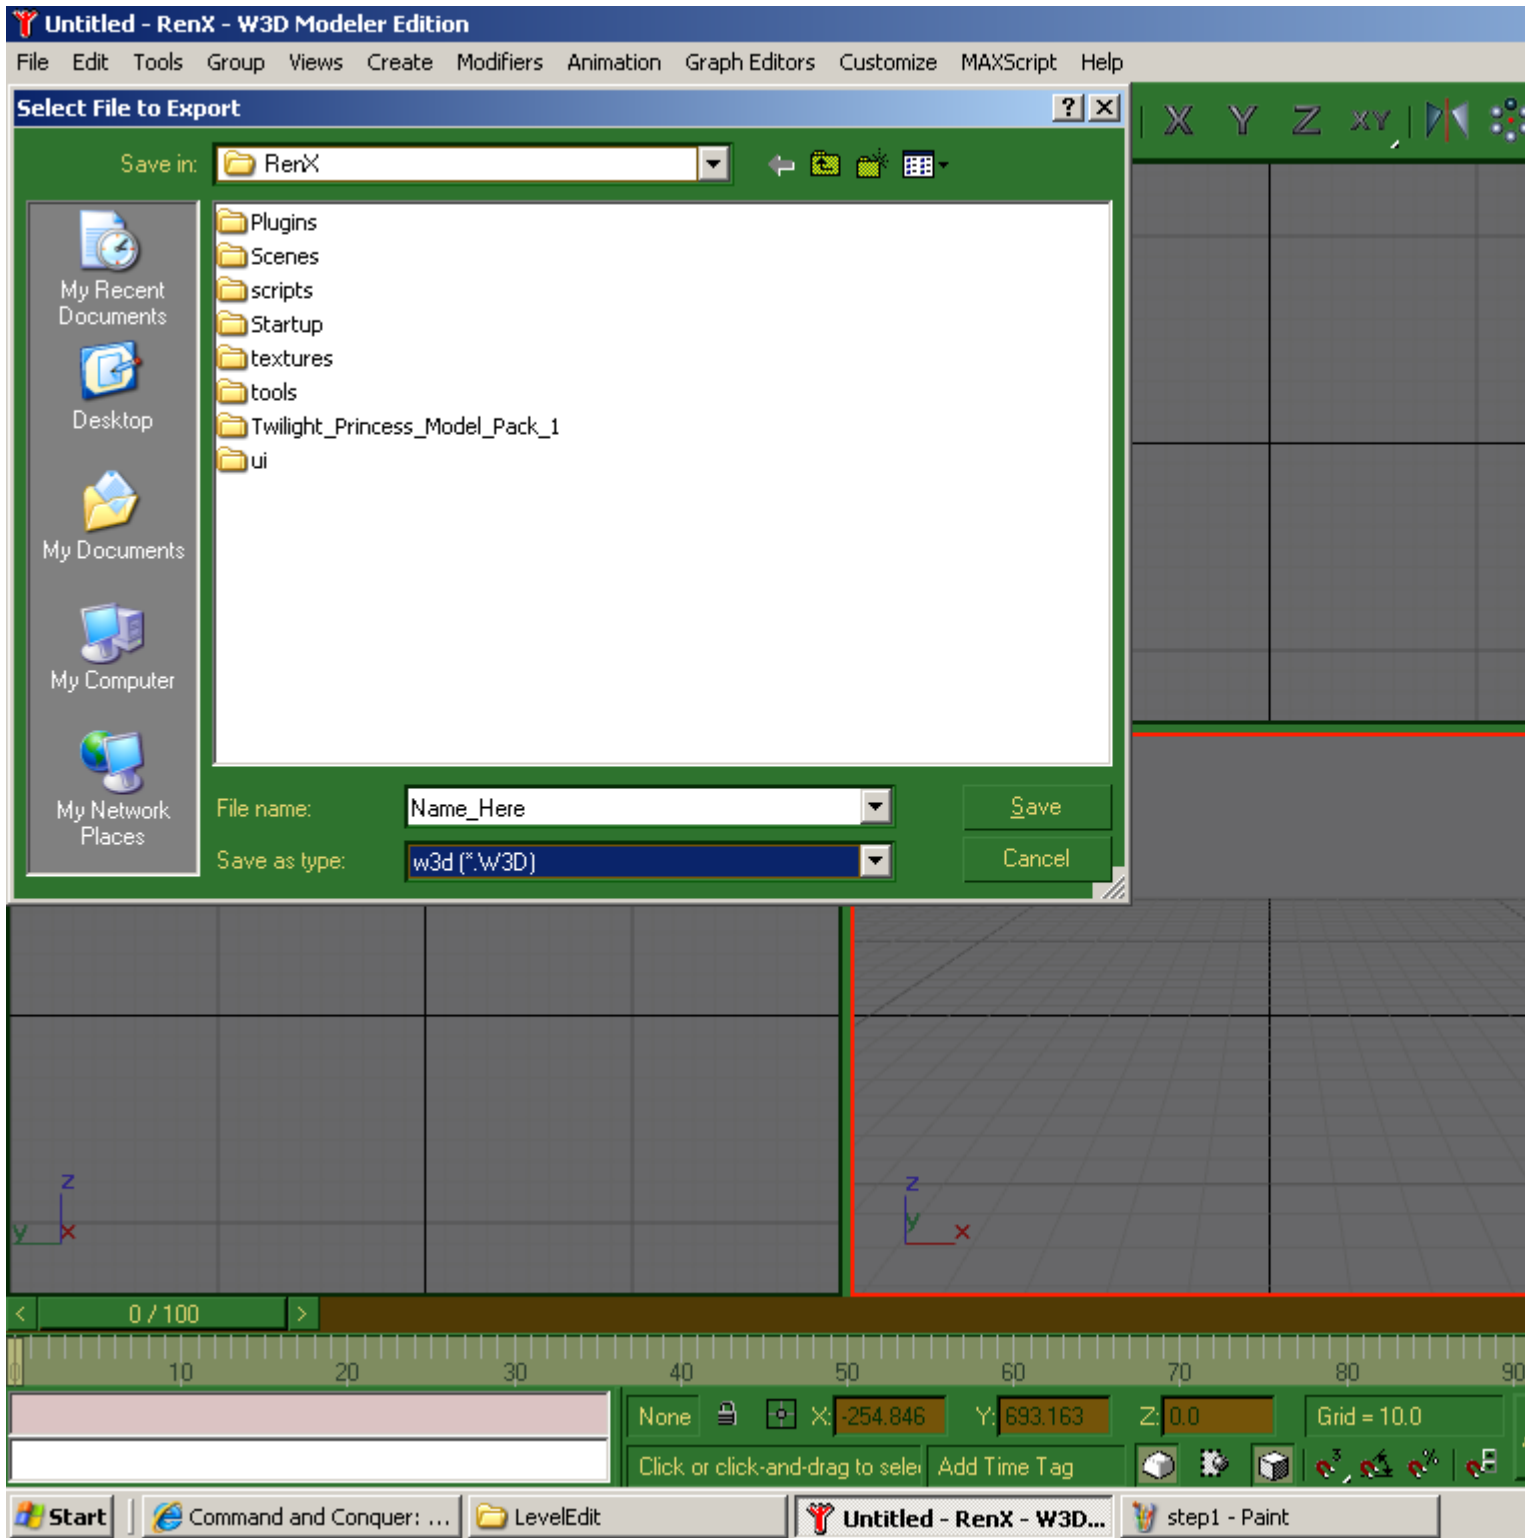 Untitled - RenX - W3D Modeler Edition
File Edit Tools Group Views Create Modifiers Animation Graph Editors Customize MAXScript Help
Select File to Export
X Y Z XY
Save in: RenX
My Recent Documents
Desktop
My Documents
My Computer
My Network Places
Plugins
Scenes
scripts
Startup
textures
tools
Twilight_Princess_Model_Pack_1
ui
File name: Name_Here Save
Save as type: w3d (*.W3D) Cancel
z
y x
z
y
x
< 0 / 100 >
0 10 20 30 40 50 60 70 80 90
None X: -254.846 Y: 693.163 Z: 0.0 Grid = 10.0
Click or click-and-drag to sele Add Time Tag 3 %
Start Command and Conquer: ... LevelEdit Untitled - RenX - W3D... step1 - Paint